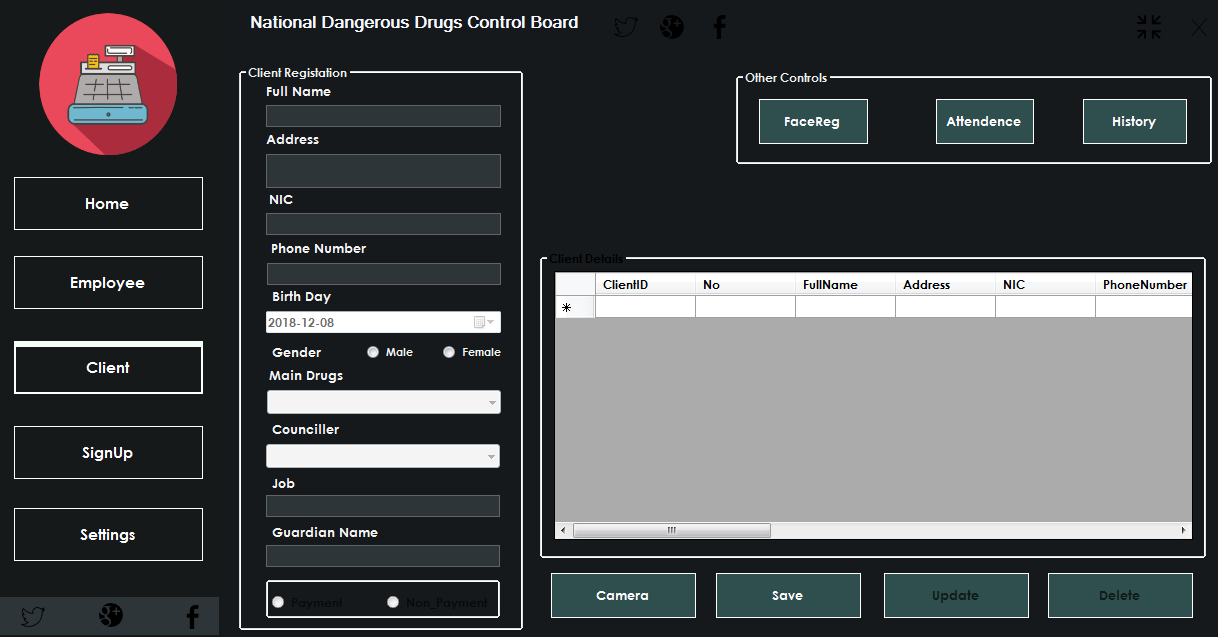 National Dangerous Drugs Control Board
Home
Employee
Client
SignUp
Settings
Client Registation
Full Name
Address
NIC
Phone Number
Birth Day
2018-12-08
Gender Male Female
Main Drugs
Counciller
Job
Guardian Name
Payment Non_Payment
Other Controls
FaceReg Attendence History
Client Details
ClientID No FullName Address NIC PhoneNumber
Camera Save Update Delete